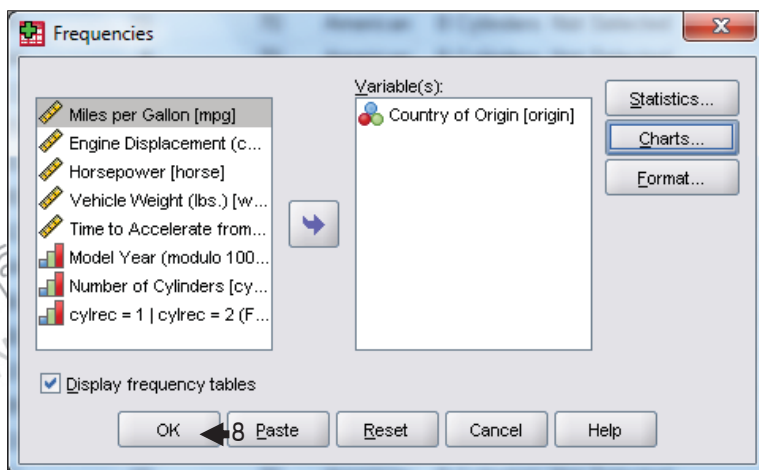 Frequencies
Miles per Gallon [mpg]
Engine Displacement (c...
Horsepower [horse]
Vehicle Weight (lbs.) [w...
Time to Accelerate from...
Model Year (modulo 100...
Number of Cylinders [cy...
cylrec = 1 | cylrec = 2 (F...
Variable(s):
Country of Origin [origin]
Statistics...
Charts...
Format...
Display frequency tables
OK 8 Paste Reset Cancel Help